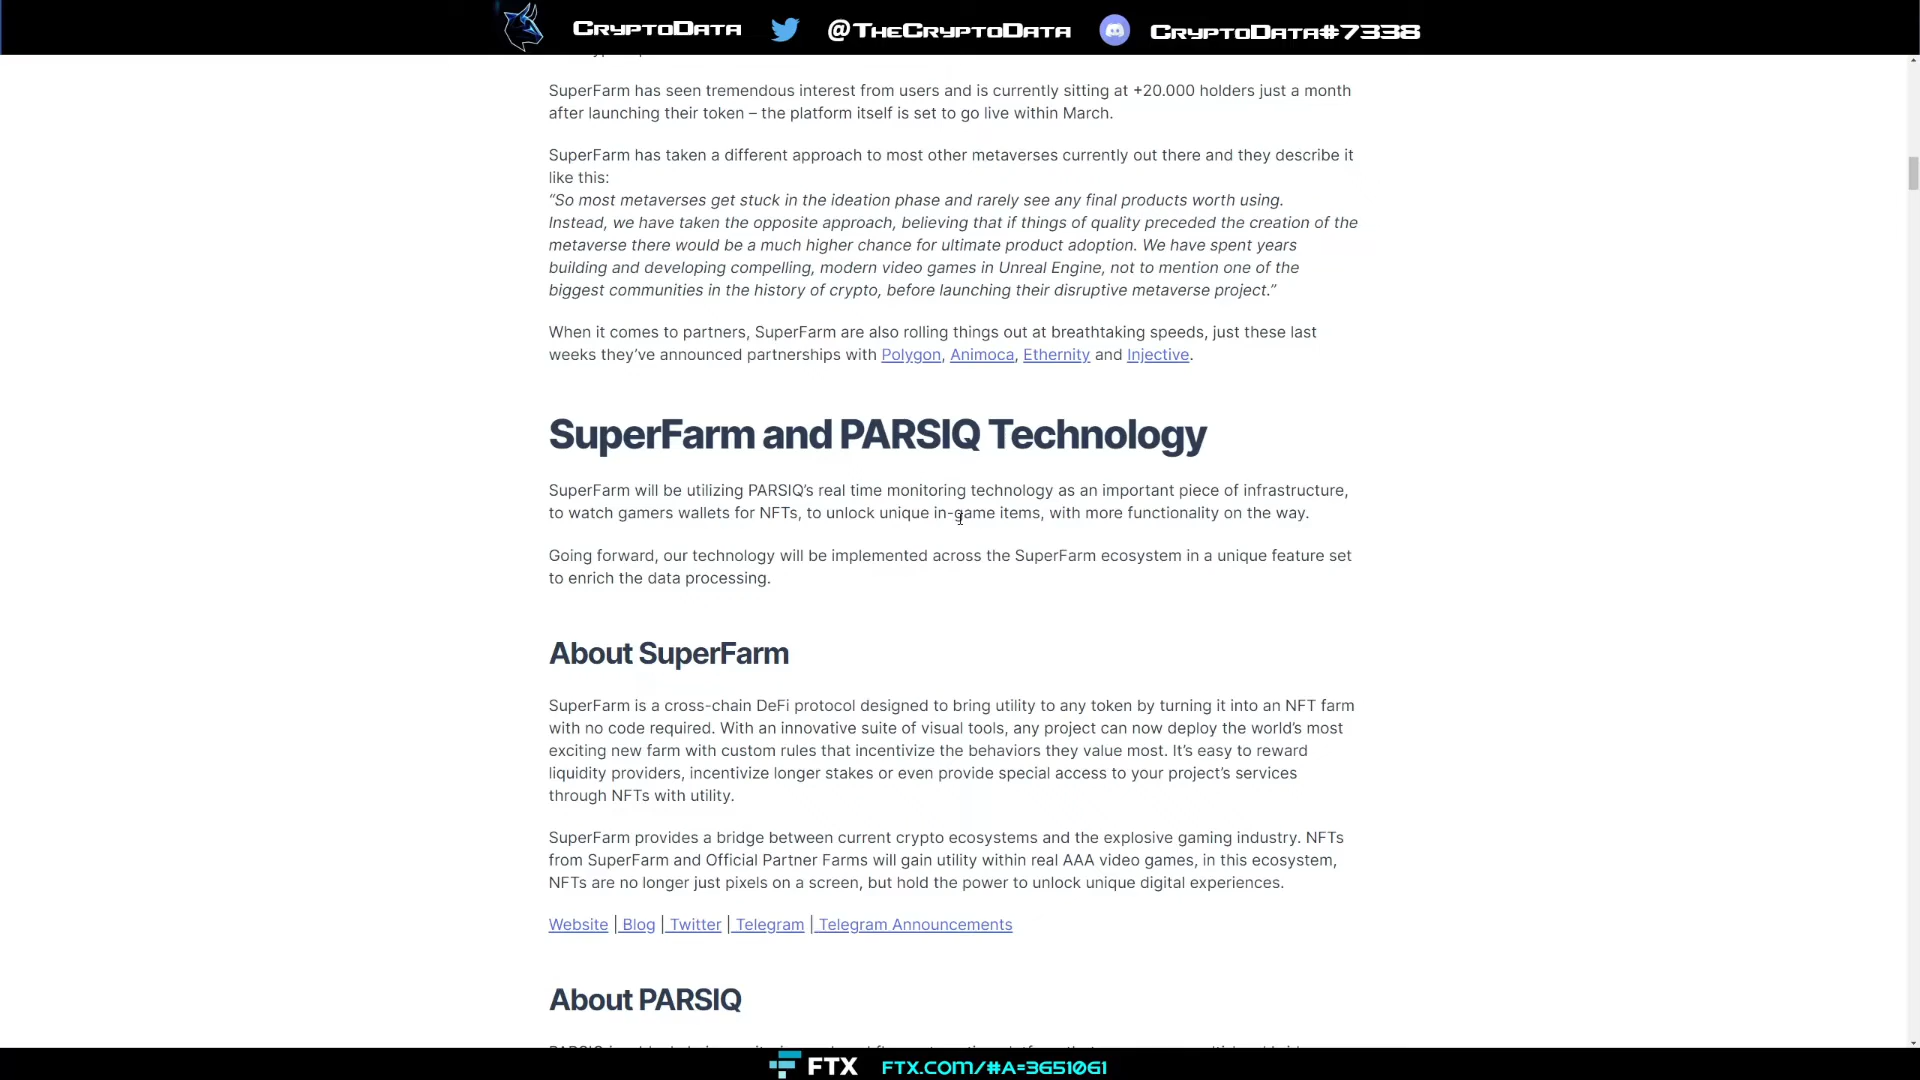 CryptoData @TheCryptoData CryptoData#7338
SuperFarm has seen tremendous interest from users and is currently sitting at +20.000 holders just a month
after launching their token – the platform itself is set to go live within March.
SuperFarm has taken a different approach to most other metaverses currently out there and they describe it
like this:
“So most metaverses get stuck in the ideation phase and rarely see any final products worth using.
Instead, we have taken the opposite approach, believing that if things of quality preceded the creation of the
metaverse there would be a much higher chance for ultimate product adoption. We have spent years
building and developing compelling, modern video games in Unreal Engine, not to mention one of the
biggest communities in the history of crypto, before launching their disruptive metaverse project.”
When it comes to partners, SuperFarm are also rolling things out at breathtaking speeds, just these last
weeks they’ve announced partnerships with Polygon, Animoca, Ethernity and Injective.
SuperFarm and PARSIQ Technology
SuperFarm will be utilizing PARSIQ’s real time monitoring technology as an important piece of infrastructure,
to watch gamers wallets for NFTs, to unlock unique in-game items, with more functionality on the way.
Going forward, our technology will be implemented across the SuperFarm ecosystem in a unique feature set
to enrich the data processing.
About SuperFarm
SuperFarm is a cross-chain DeFi protocol designed to bring utility to any token by turning it into an NFT farm
with no code required. With an innovative suite of visual tools, any project can now deploy the world’s most
exciting new farm with custom rules that incentivize the behaviors they value most. It’s easy to reward
liquidity providers, incentivize longer stakes or even provide special access to your project’s services
through NFTs with utility.
SuperFarm provides a bridge between current crypto ecosystems and the explosive gaming industry. NFTs
from SuperFarm and Official Partner Farms will gain utility within real AAA video games, in this ecosystem,
NFTs are no longer just pixels on a screen, but hold the power to unlock unique digital experiences.
Website | Blog | Twitter | Telegram | Telegram Announcements
About PARSIQ
FTX FTX.COM/#A=3651061